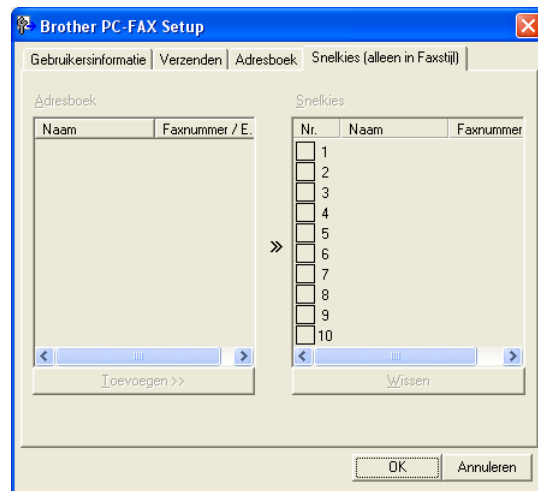 Brother PC-FAX Setup
Gebruikersinformatie Verzenden Adresboek Snelkies (alleen in Faxstijl)
Adresboek
Naam Faxnummer / E.
Toevoegen >>
»
Snelkies
Nr. Naam Faxnummer
1
2
3
4
5
6
7
8
9
10
Wissen
OK Annuleren